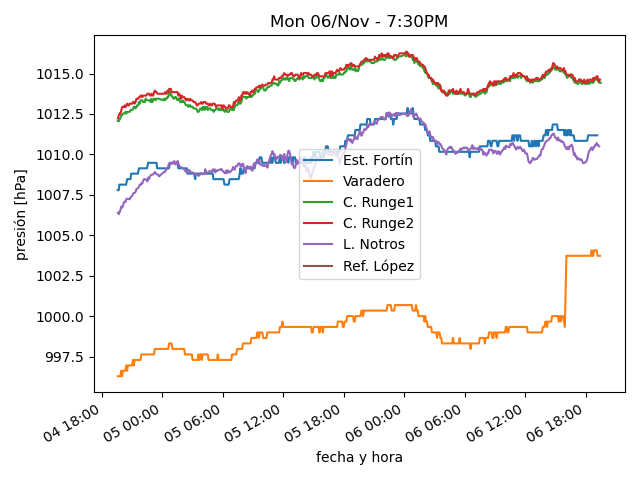 Mon 06/Nov - 7:30PM
presión [hPa]
1015.0
1012.5
1010.0
1007.5
1005.0
1002.5
1000.0
997.5
Est. Fortín
Varadero
C. Runge1
C. Runge2
L. Notros
Ref. López
04 18:00
05 00:00
05 06:00
05 12:00
05 18:00
06 00:00
06 06:00
06 12:00
06 18:00
fecha y hora